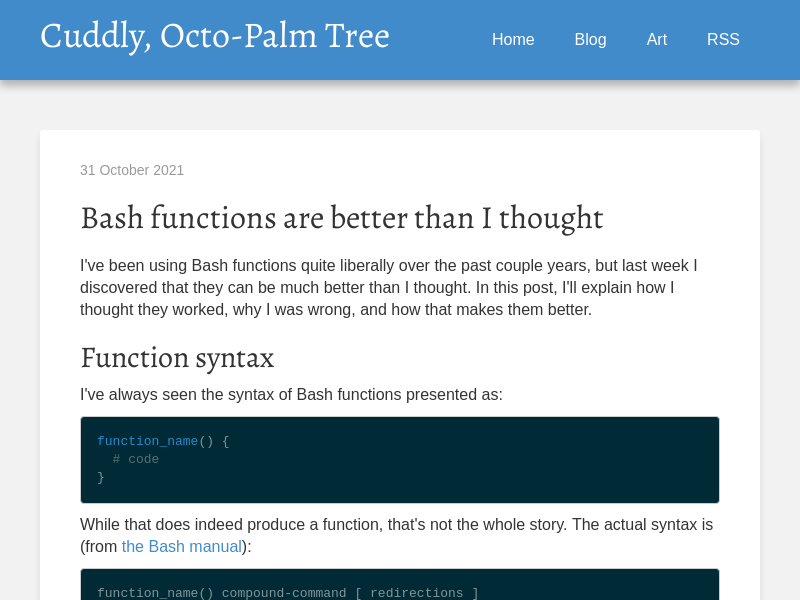 Cuddly, Octo-Palm Tree
Home Blog Art RSS
31 October 2021
Bash functions are better than I thought
I've been using Bash functions quite liberally over the past couple years, but last week I
discovered that they can be much better than I thought. In this post, I'll explain how I
thought they worked, why I was wrong, and how that makes them better.
Function syntax
I've always seen the syntax of Bash functions presented as:
function_name() {
  # code
}
While that does indeed produce a function, that's not the whole story. The actual syntax is
(from the Bash manual):
function_name() compound-command [ redirections ]